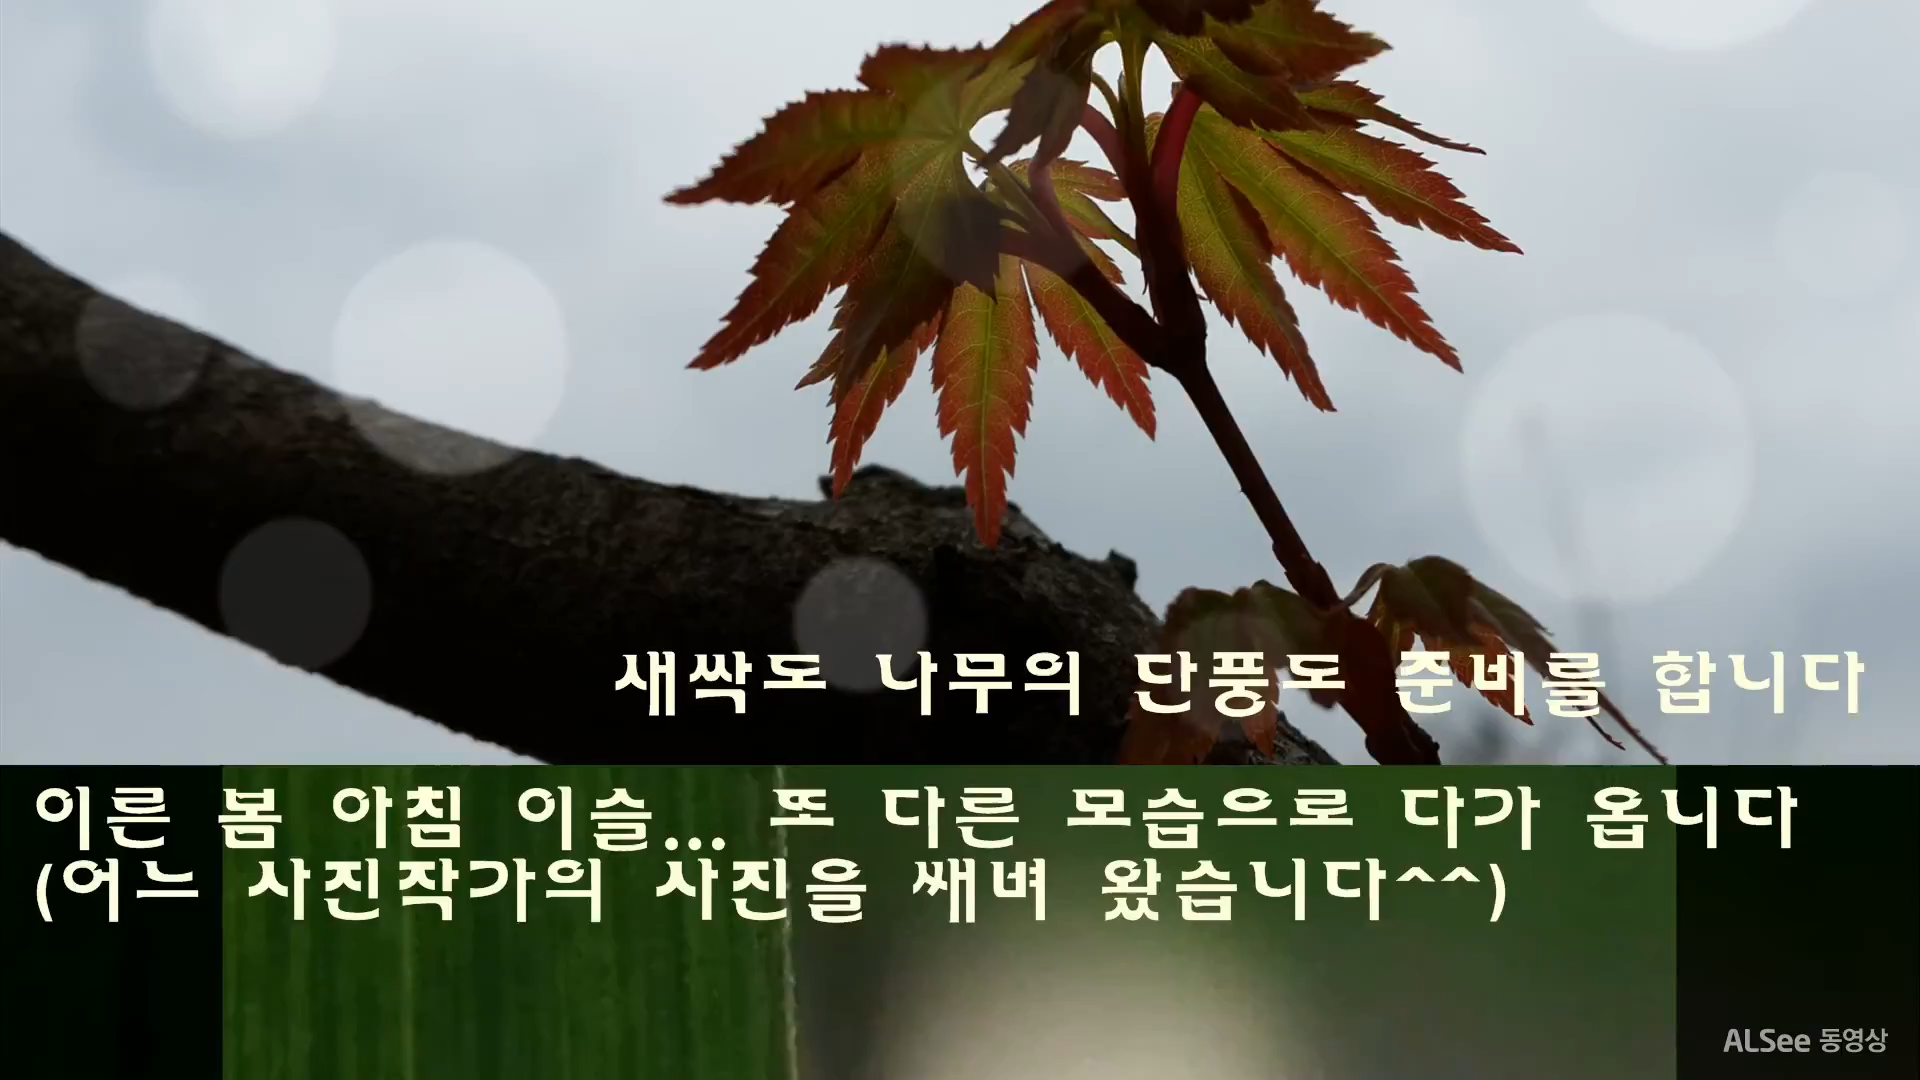 새싹도 나무의 단풍도 준비를 합니다
이른 봄 아침 이슬... 또 다른 모습으로 다가 옵니다
(어느 사진작가의 사진을 쌔벼 왔습니다^^)
ALSee 동영상